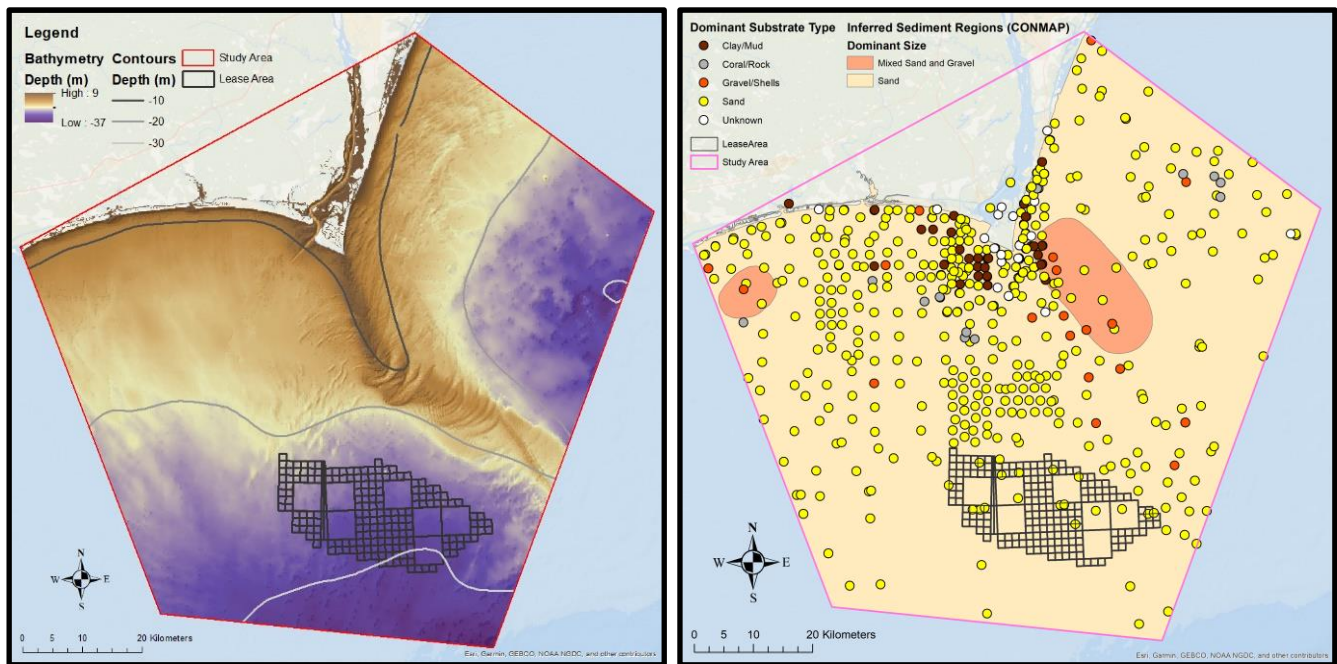 Legend
Bathymetry
Depth (m)
High : 9
Low : -37
Contours
Depth (m)
-10
-20
-30
Study Area
Lease Area
N
W E
S
0 5 10 20 Kilometers
Esri, Garmin, GEBCO, NOAA NGDC, and other contributors
Dominant Substrate Type
Clay/Mud
Coral/Rock
Gravel/Shells
Sand
Unknown
LeaseArea
Study Area
Inferred Sediment Regions (CONMAP)
Dominant Size
Mixed Sand and Gravel
Sand
N
W E
S
0 5 10 20 Kilometers
Esri, Garmin, GEBCO, NOAA NGDC, and other contributors